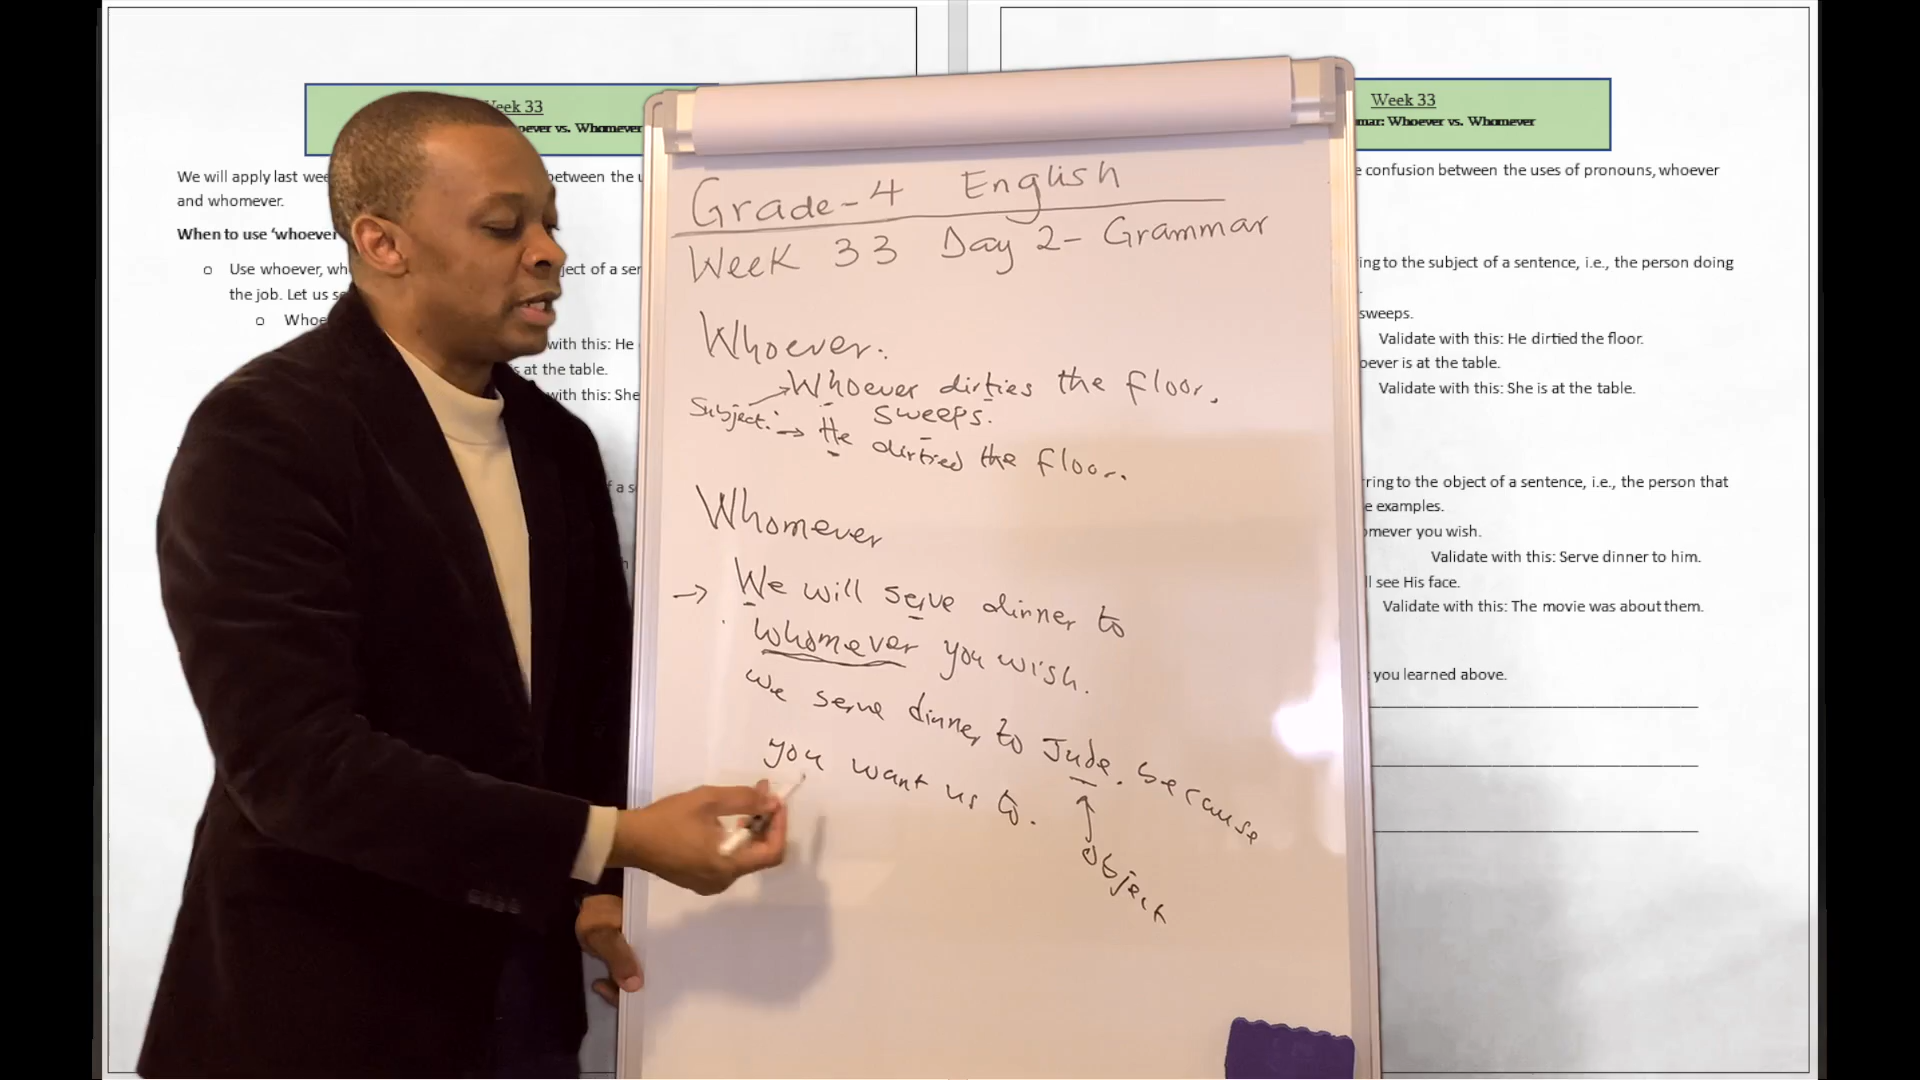 Week 33
oever vs. Whomever
We will apply last wee
between the u
and whomever.
When to use ‘whoever
Use whoever, wh
ject of a ser
the job. Let us s
Whoe
with this: He
s at the table.
with this: She
f a s
Grade-4 English
Week 33 Day 2- Grammar
Whoever:
Whoever dirties the floor,
sweeps.
Subject:
He dirtied the floor.
Whomever
We will serve dinner to
whomever you wish.
We serve dinner to Jude, because
you want us to.
Object
Week 33
mar: Whoever vs. Whomever
e confusion between the uses of pronouns, whoever
ing to the subject of a sentence, i.e., the person doing
sweeps.
Validate with this: He dirtied the floor.
oever is at the table.
Validate with this: She is at the table.
rring to the object of a sentence, i.e., the person that
e examples.
omever you wish.
Validate with this: Serve dinner to him.
ll see His face.
Validate with this: The movie was about them.
you learned above.